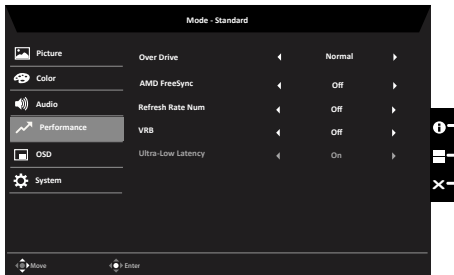 Mode - Standard
Picture
Color
Audio
Performance
OSD
System
Over Drive Normal
AMD FreeSync Off
Refresh Rate Num Off
VRB Off
Ultra-Low Latency On
Move Enter